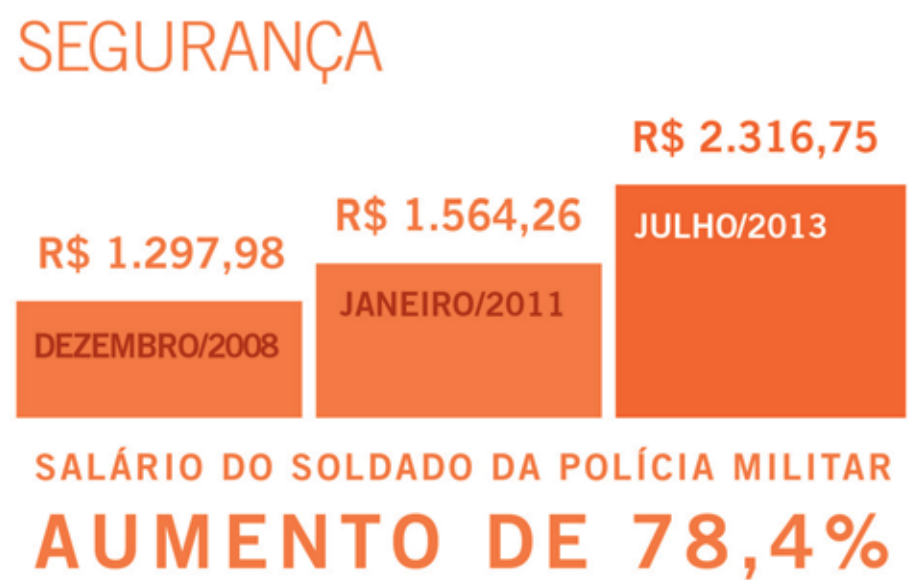 SEGURANÇA
R$ 1.297,98
DEZEMBRO/2008
R$ 1.564,26
JANEIRO/2011
R$ 2.316,75
JULHO/2013
SALÁRIO DO SOLDADO DA POLÍCIA MILITAR
AUMENTO DE 78,4%